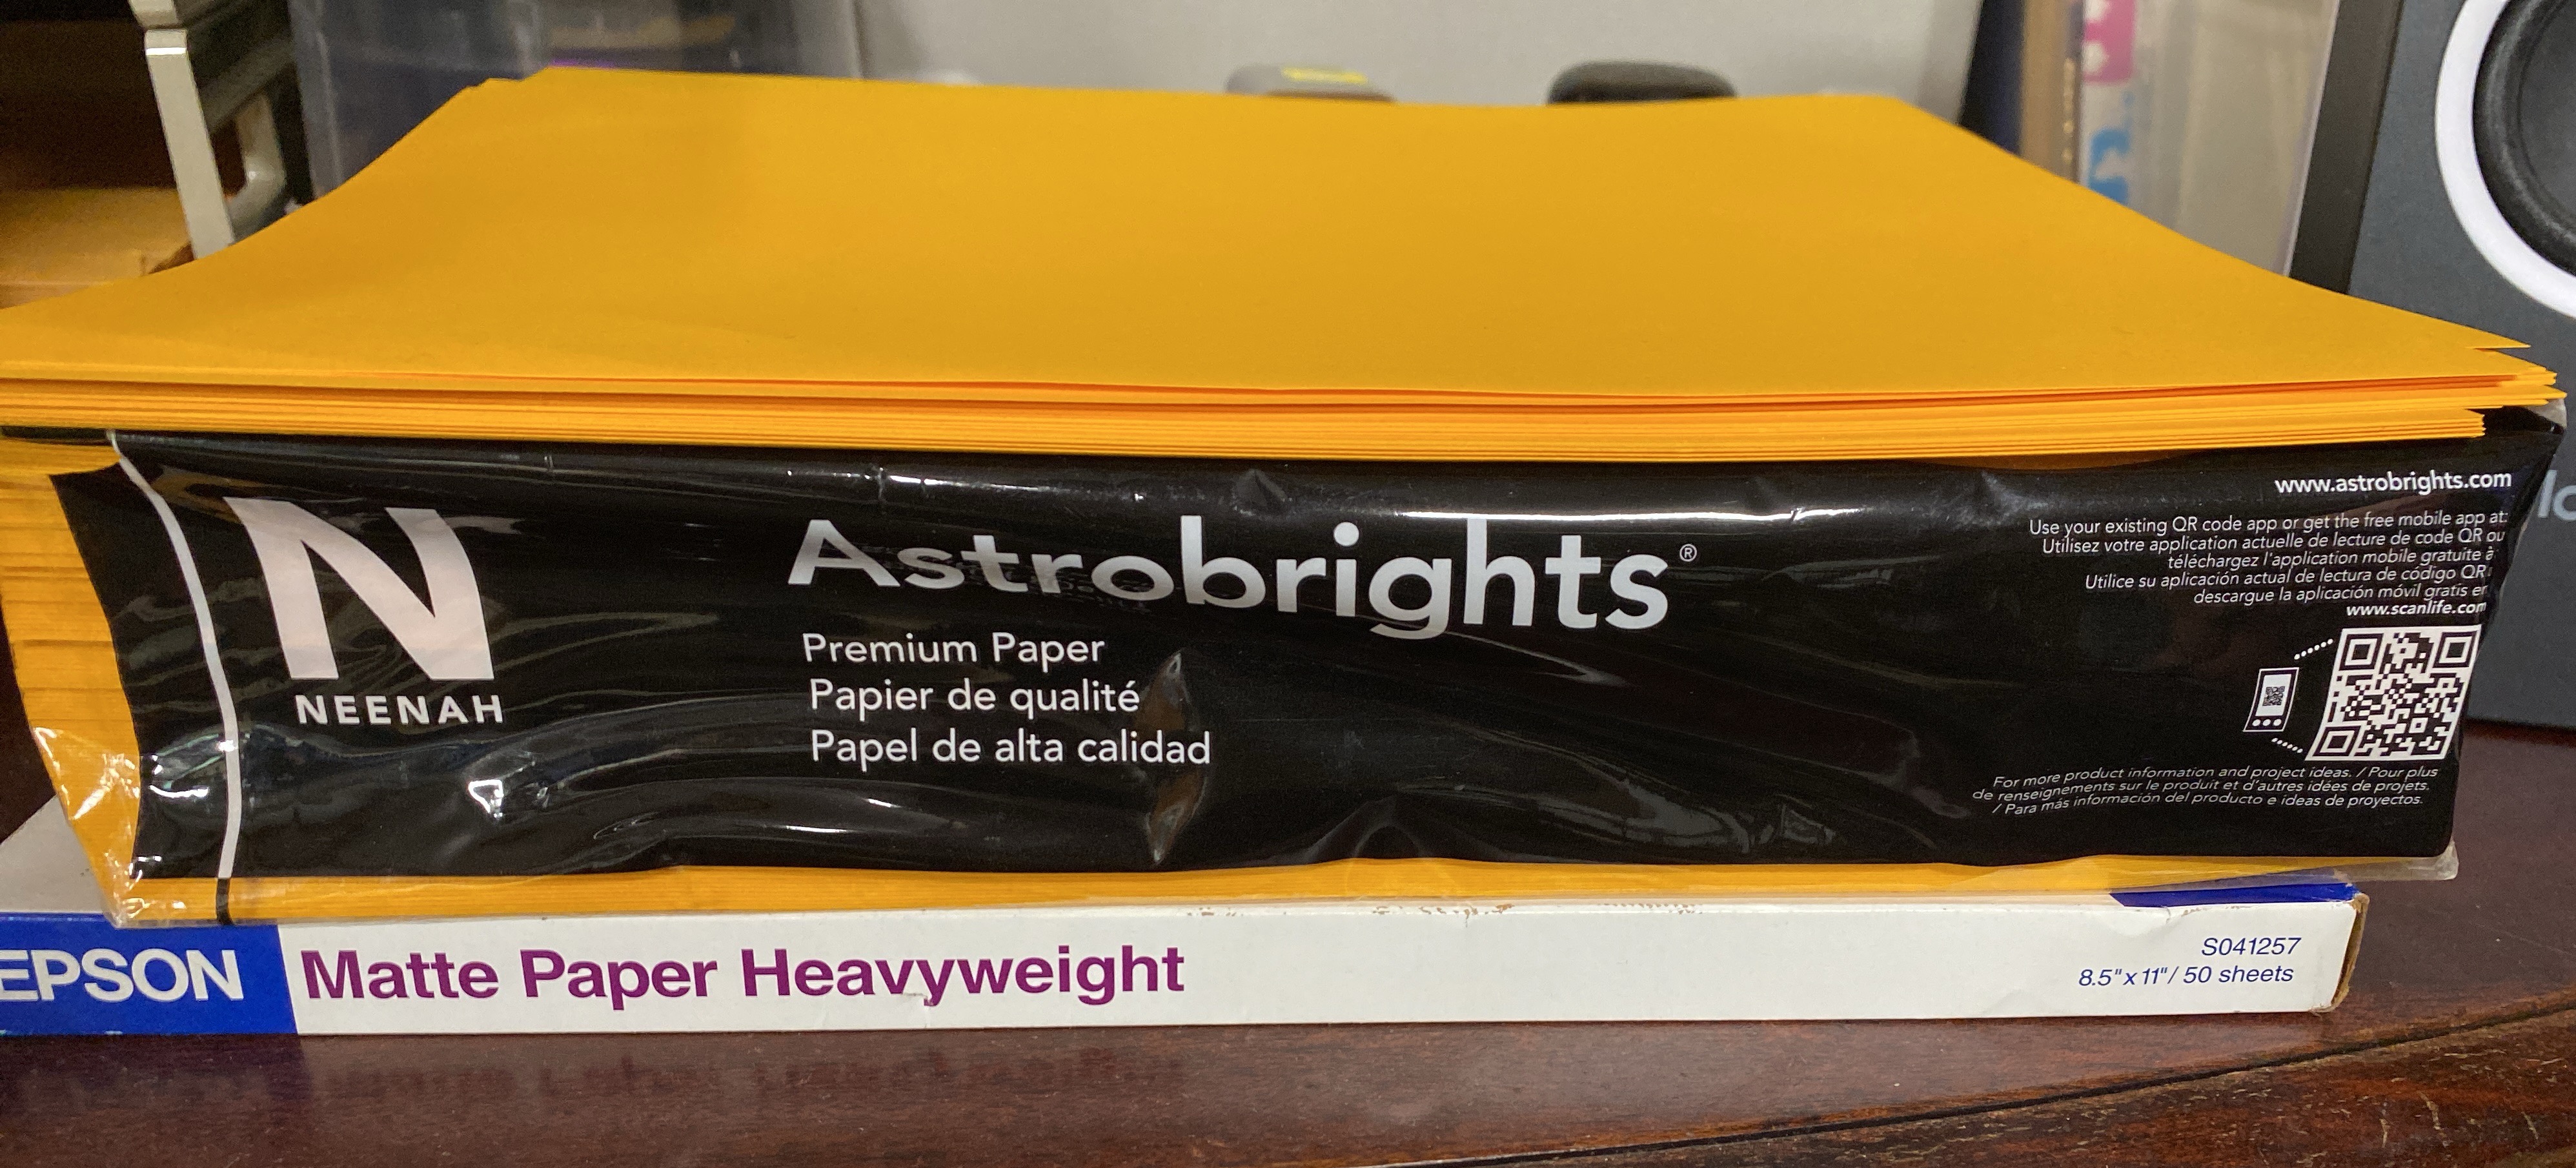 NEENAH
Astrobrights®
Premium Paper
Papier de qualité
Papel de alta calidad
www.astrobrights.com
Use your existing QR code app or get the free mobile app at:
Utilisez votre application actuelle de lecture de code QR ou
téléchargez l'application mobile gratuite à
Utilice su aplicación actual de lectura de código QR
descargue la aplicación móvil gratis en
www.scanlife.com
For more product information and project ideas. / Pour plus
de renseignements sur le produit et d'autres idées de projets.
/ Para más información del producto e ideas de proyectos.
EPSON
Matte Paper Heavyweight
S041257
8.5"x11"/ 50 sheets